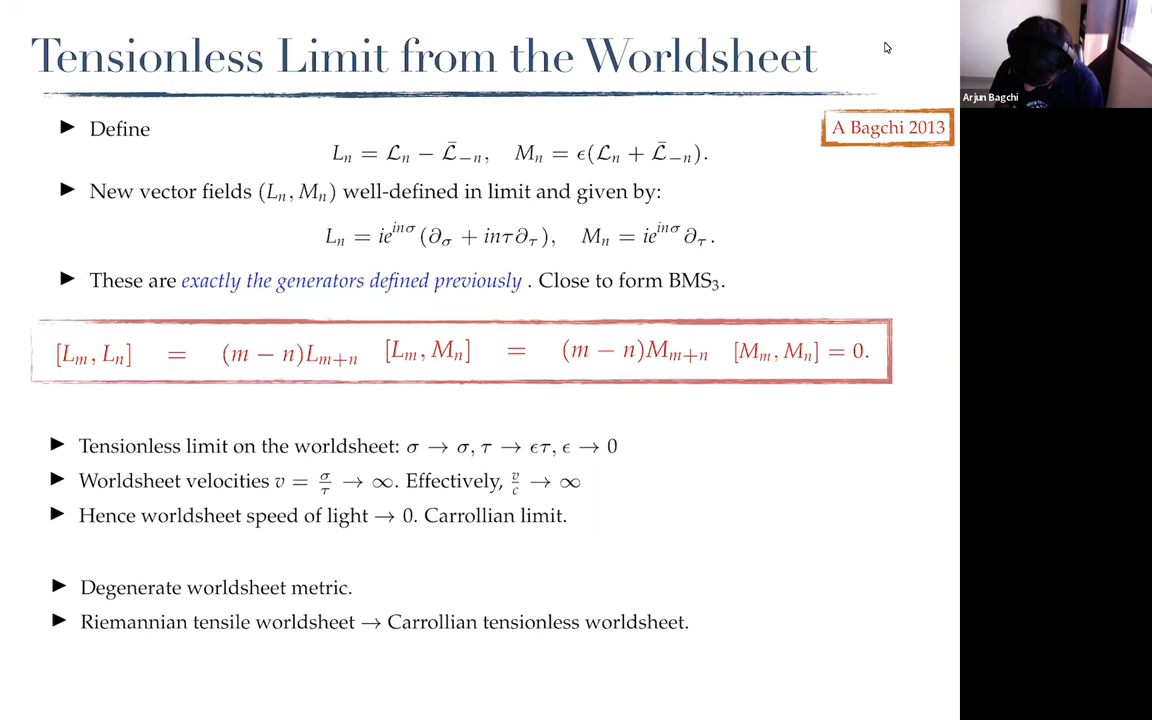 Tensionless Limit from the Worldsheet
Arjun Bagchi
A Bagchi 2013
▶ Define
Lₙ = ℒₙ − ℒ̄₋ₙ, Mₙ = ϵ(ℒₙ + ℒ̄₋ₙ).
▶ New vector fields (Lₙ, Mₙ) well-defined in limit and given by:
Lₙ = ie^{inσ}(∂_σ + inτ∂_τ), Mₙ = ie^{inσ}∂_τ.
▶ These are exactly the generators defined previously . Close to form BMS₃.
[Lₘ, Lₙ] = (m − n)Lₘ₊ₙ [Lₘ, Mₙ] = (m − n)Mₘ₊ₙ [Mₘ, Mₙ] = 0.
▶ Tensionless limit on the worldsheet: σ → σ, τ → ϵτ, ϵ → 0
▶ Worldsheet velocities v = σ/τ → ∞. Effectively, v/c → ∞
▶ Hence worldsheet speed of light → 0. Carrollian limit.
▶ Degenerate worldsheet metric.
▶ Riemannian tensile worldsheet → Carrollian tensionless worldsheet.